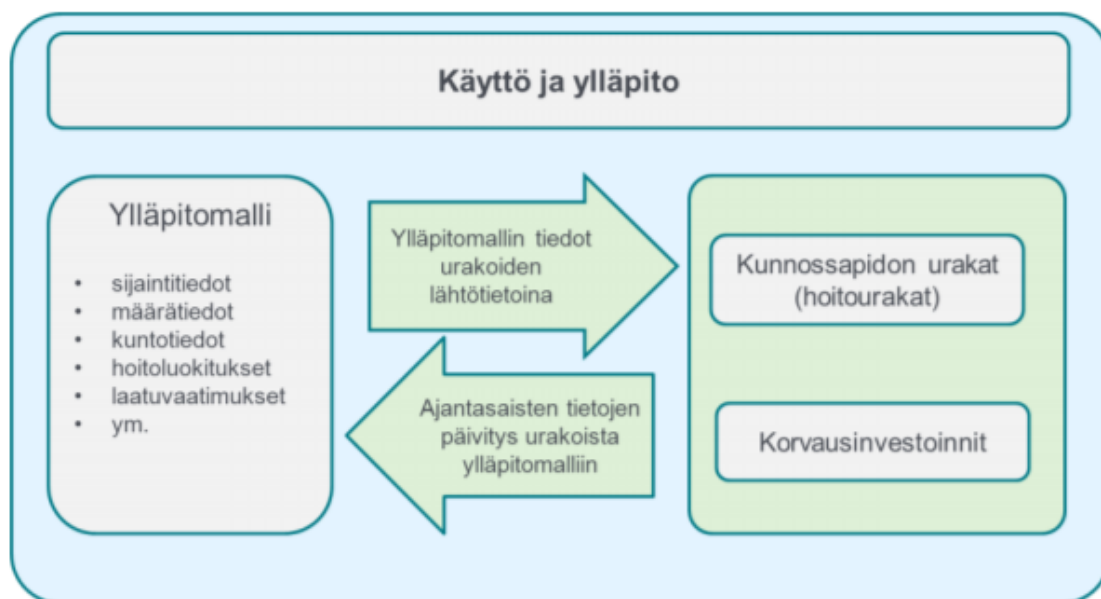 Käyttö ja ylläpito
Ylläpitomalli
• sijaintitiedot
• määrätiedot
• kuntotiedot
• hoitoluokitukset
• laatuvaatimukset
• ym.
Ylläpitomallin tiedot
urakoiden
lähtötietoina
Ajantasaisten tietojen
päivitys urakoista
ylläpitomalliin
Kunnossapidon urakat
(hoitourakat)
Korvausinvestoinnit